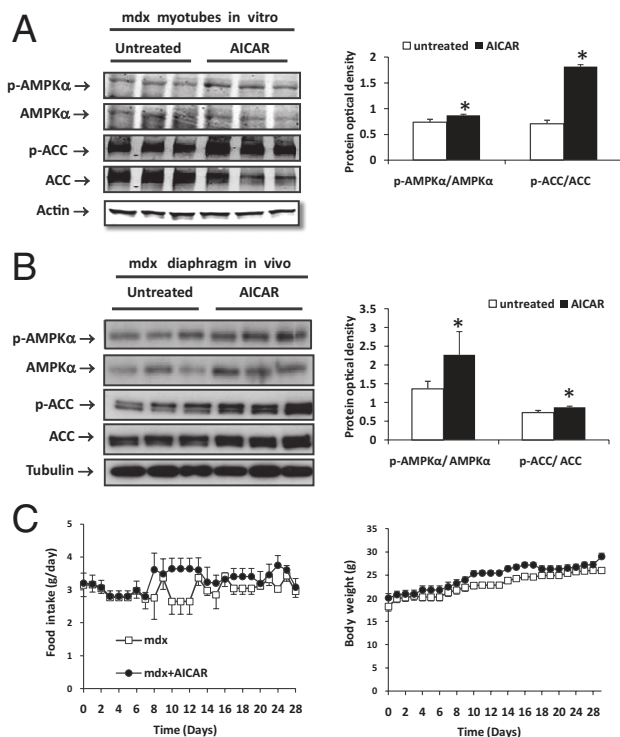 A
mdx myotubes in vitro
Untreated AICAR
p-AMPKα →
AMPKα →
p-ACC →
ACC →
Actin →
untreated AICAR
Protein optical density
2
1.5
1
0.5
0
* *
p-AMPKα/AMPKα p-ACC/ACC
B
mdx diaphragm in vivo
Untreated AICAR
p-AMPKα →
AMPKα →
p-ACC →
ACC →
Tubulin →
untreated AICAR
Protein optical density
3.5
3
2.5
2
1.5
1
0.5
0
* *
p-AMPKα/ AMPKα p-ACC/ ACC
C
Food intake (g/day)
5
4
3
2
1
0
mdx
mdx+AICAR
0 2 4 6 8 10 12 14 16 18 20 24 26 28
Time (Days)
Body weight (g)
35
30
25
20
15
10
5
0
0 2 4 6 8 10 12 14 16 18 20 24 26 28
Time (Days)